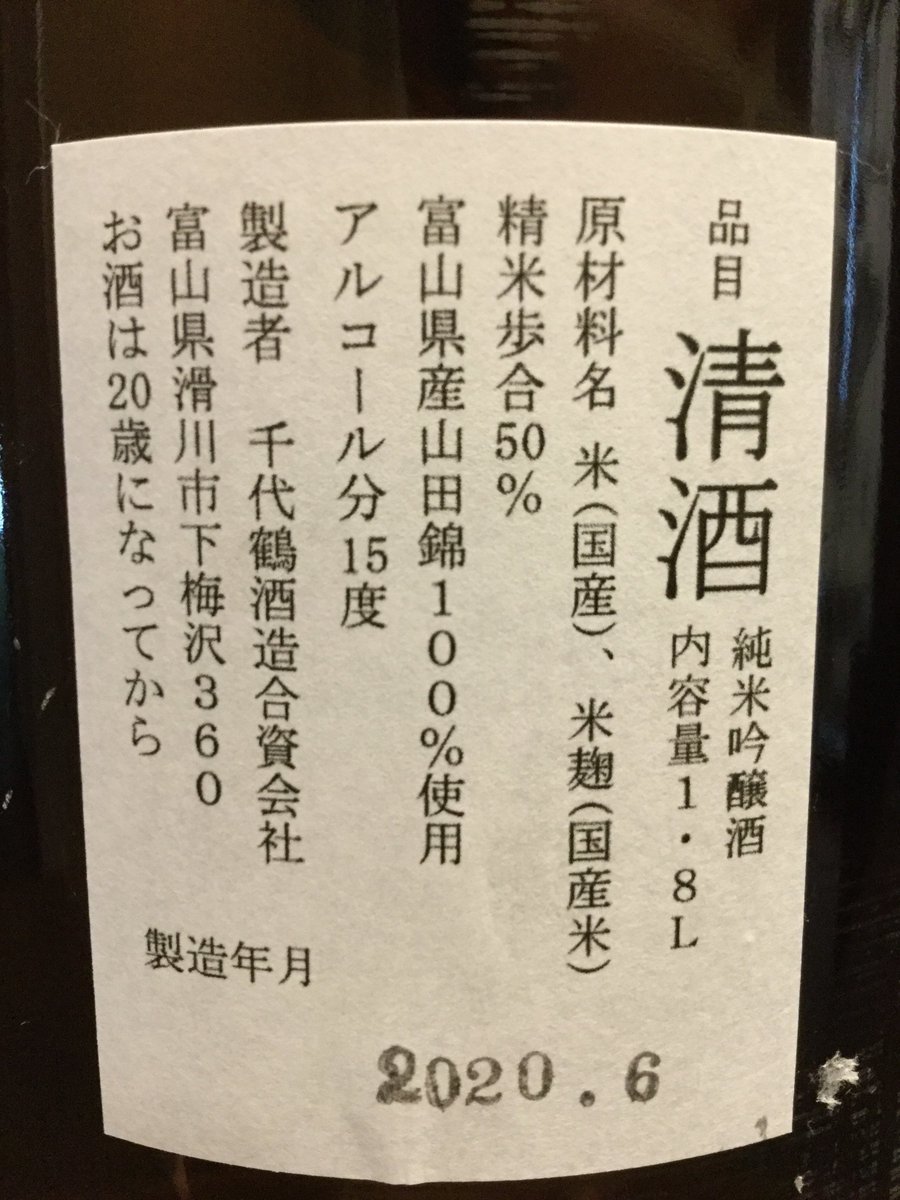 品目 清酒 純米吟醸酒
内容量1・8L
原材料名 米(国産)、米麹(国産米)
精米歩合50%
富山県産山田錦100%使用
アルコール分15度
製造者 千代鶴酒造合資会社
富山県滑川市下梅沢360
お酒は20歳になってから
製造年月
2020.6